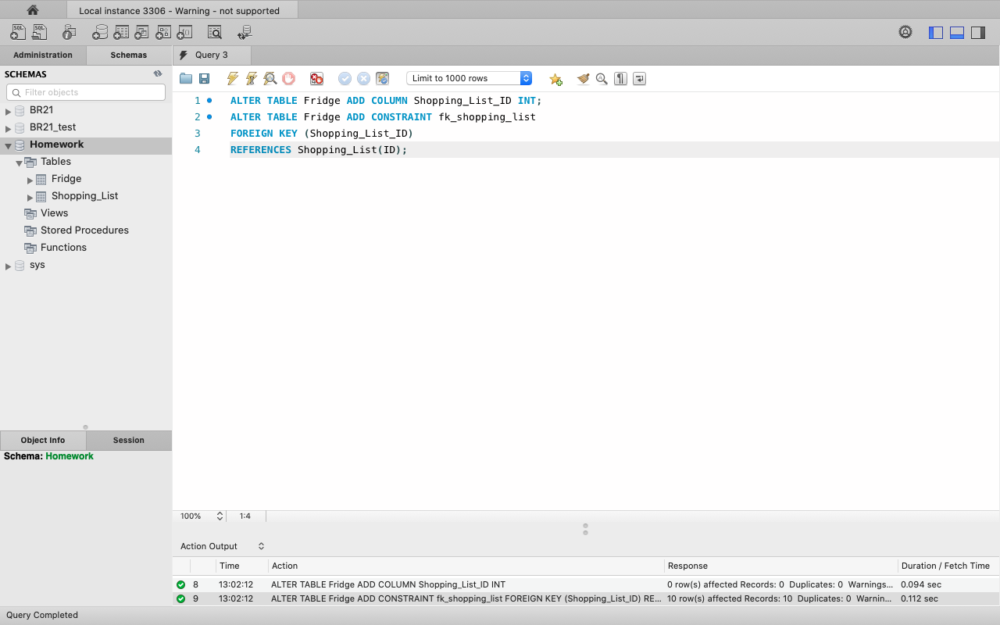 Local instance 3306 - Warning - not supported
Administration
Schemas
Query 3
SCHEMAS
Filter objects
BR21
BR21_test
Homework
Tables
Fridge
Shopping_List
Views
Stored Procedures
Functions
sys
Limit to 1000 rows
1 ALTER TABLE Fridge ADD COLUMN Shopping_List_ID INT;
2 ALTER TABLE Fridge ADD CONSTRAINT fk_shopping_list
3 FOREIGN KEY (Shopping_List_ID)
4 REFERENCES Shopping_List(ID);
Object Info
Session
Schema: Homework
100%
1:4
Action Output
Time Action Response Duration / Fetch Time
8 13:02:12 ALTER TABLE Fridge ADD COLUMN Shopping_List_ID INT 0 row(s) affected Records: 0 Duplicates: 0 Warnings... 0.094 sec
9 13:02:12 ALTER TABLE Fridge ADD CONSTRAINT fk_shopping_list FOREIGN KEY (Shopping_List_ID) RE... 10 row(s) affected Records: 10 Duplicates: 0 Warnin... 0.112 sec
Query Completed